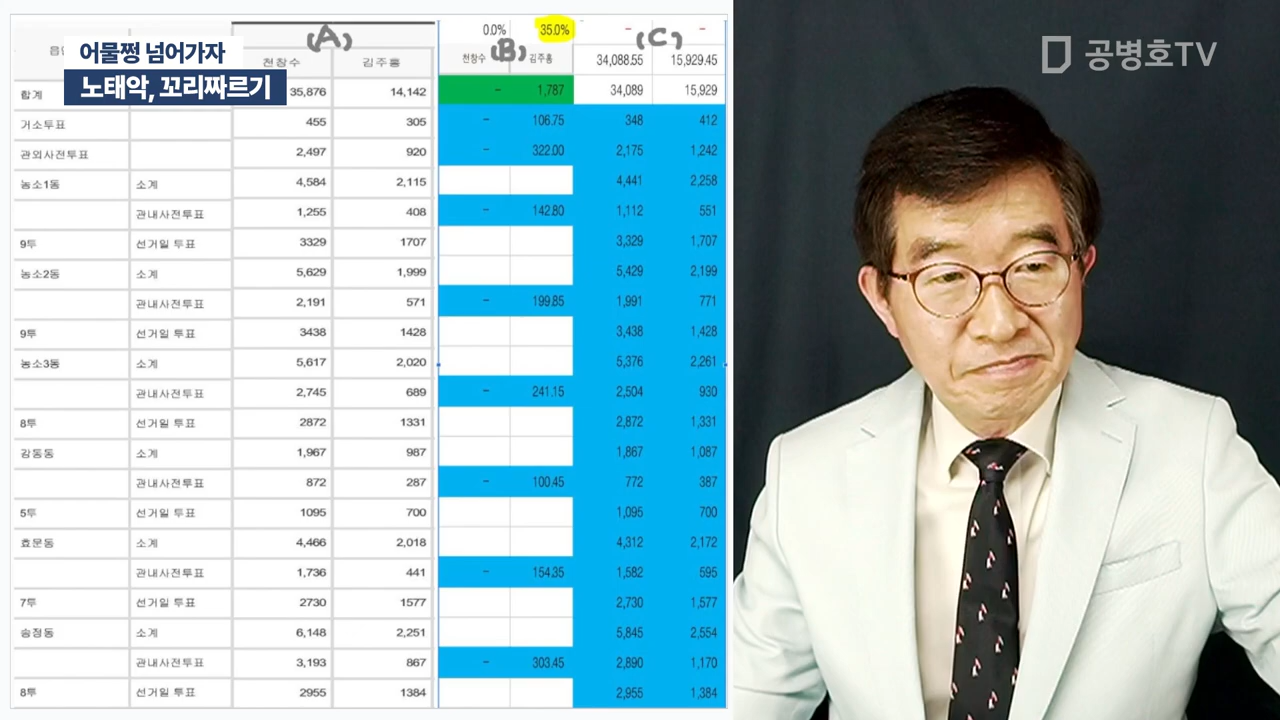 어물쩡 넘어가자
노태악, 꼬리짜르기
공병호TV
(A) (B) (C)
0.0% 35.0% - -
천창수 김주홍 천창수 김주홍 34,088.55 15,929.45
합계 35,876 14,142 - 1,787 34,089 15,929
거소투표 455 305 - 106.75 348 412
관외사전투표 2,497 920 - 322.00 2,175 1,242
농소1동 소계 4,584 2,115 4,441 2,258
관내사전투표 1,255 408 - 142.80 1,112 551
9투 선거일 투표 3329 1707 3,329 1,707
농소2동 소계 5,629 1,999 5,429 2,199
관내사전투표 2,191 571 - 199.85 1,991 771
9투 선거일 투표 3438 1428 3,438 1,428
농소3동 소계 5,617 2,020 5,376 2,261
관내사전투표 2,745 689 - 241.15 2,504 930
8투 선거일 투표 2872 1331 2,872 1,331
강동동 소계 1,967 987 1,867 1,087
관내사전투표 872 287 - 100.45 772 387
5투 선거일 투표 1095 700 1,095 700
효문동 소계 4,466 2,018 4,312 2,172
관내사전투표 1,736 441 - 154.35 1,582 595
7투 선거일 투표 2730 1577 2,730 1,577
송정동 소계 6,148 2,251 5,845 2,554
관내사전투표 3,193 867 - 303.45 2,890 1,170
8투 선거일 투표 2955 1384 2,955 1,384